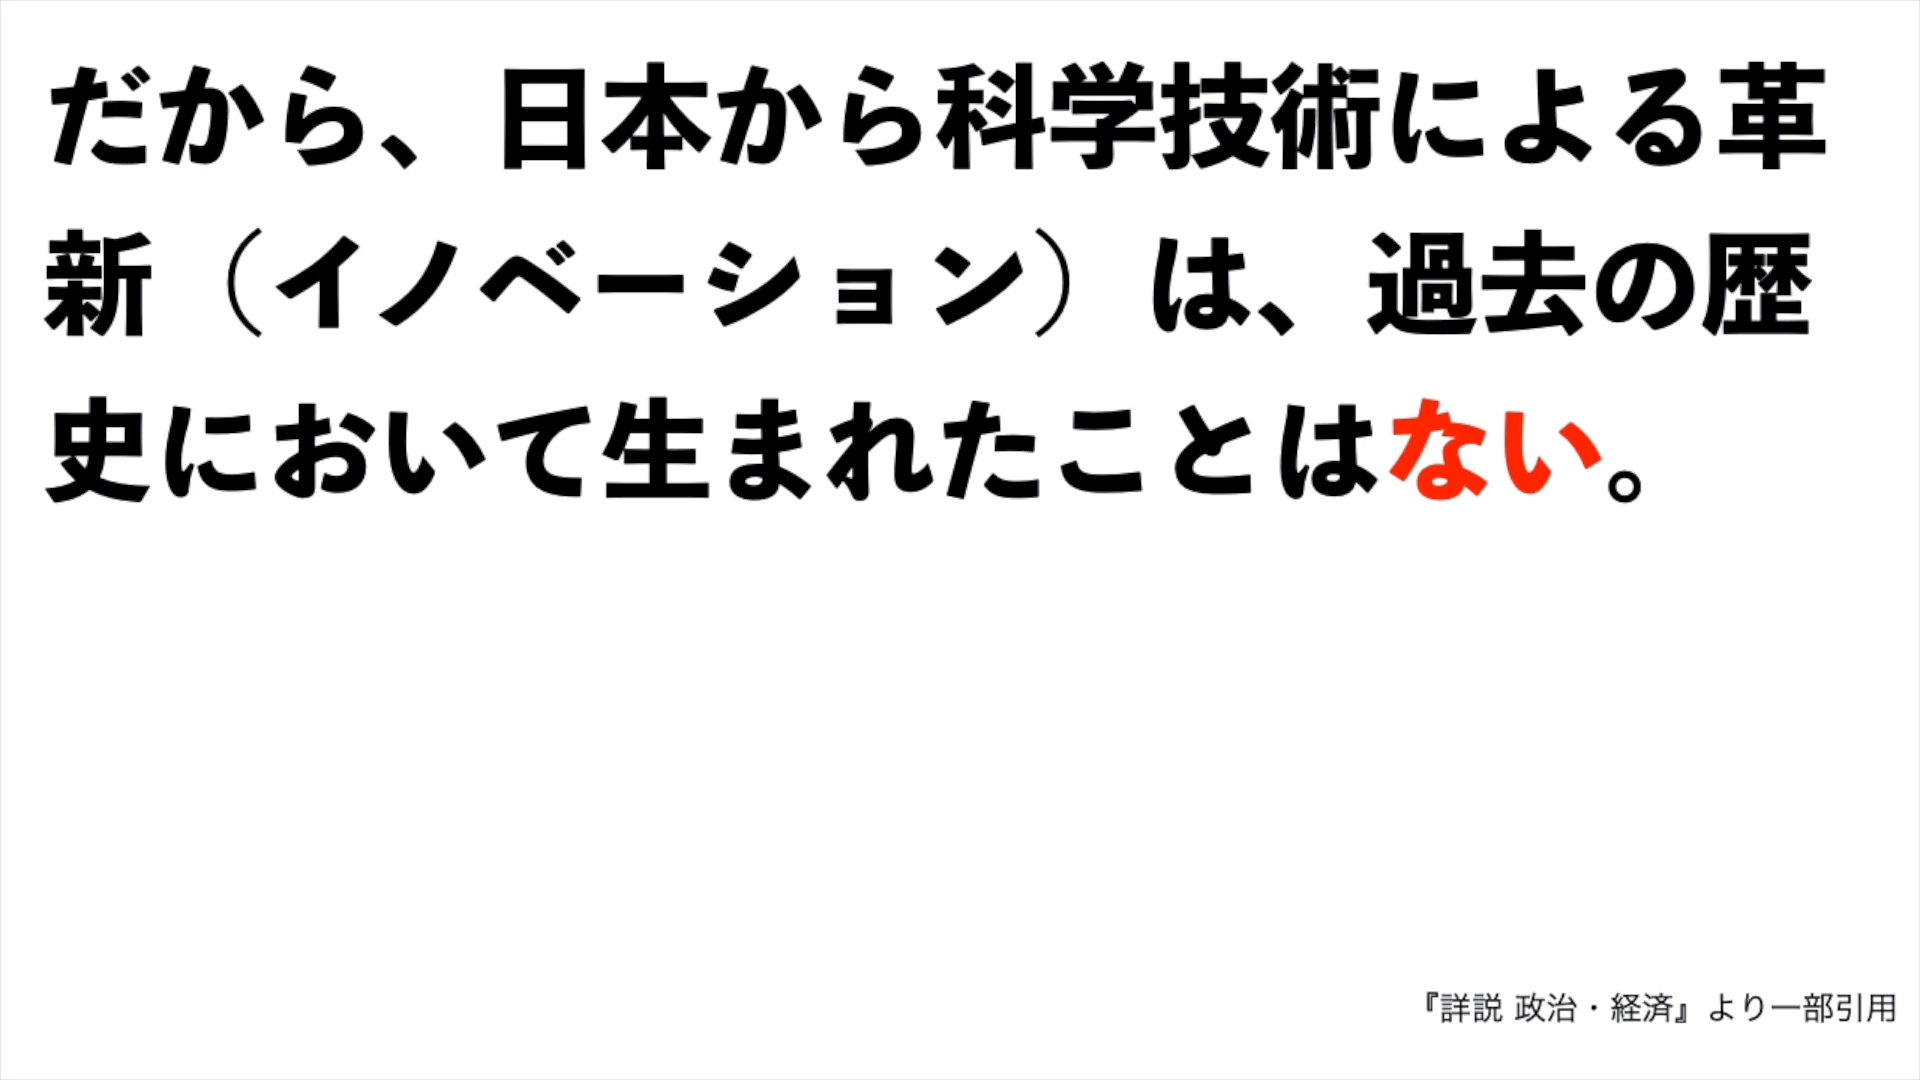 だから、日本から科学技術による革
新（イノベーション）は、過去の歴
史において生まれたことはない。
『詳説 政治・経済』より一部引用